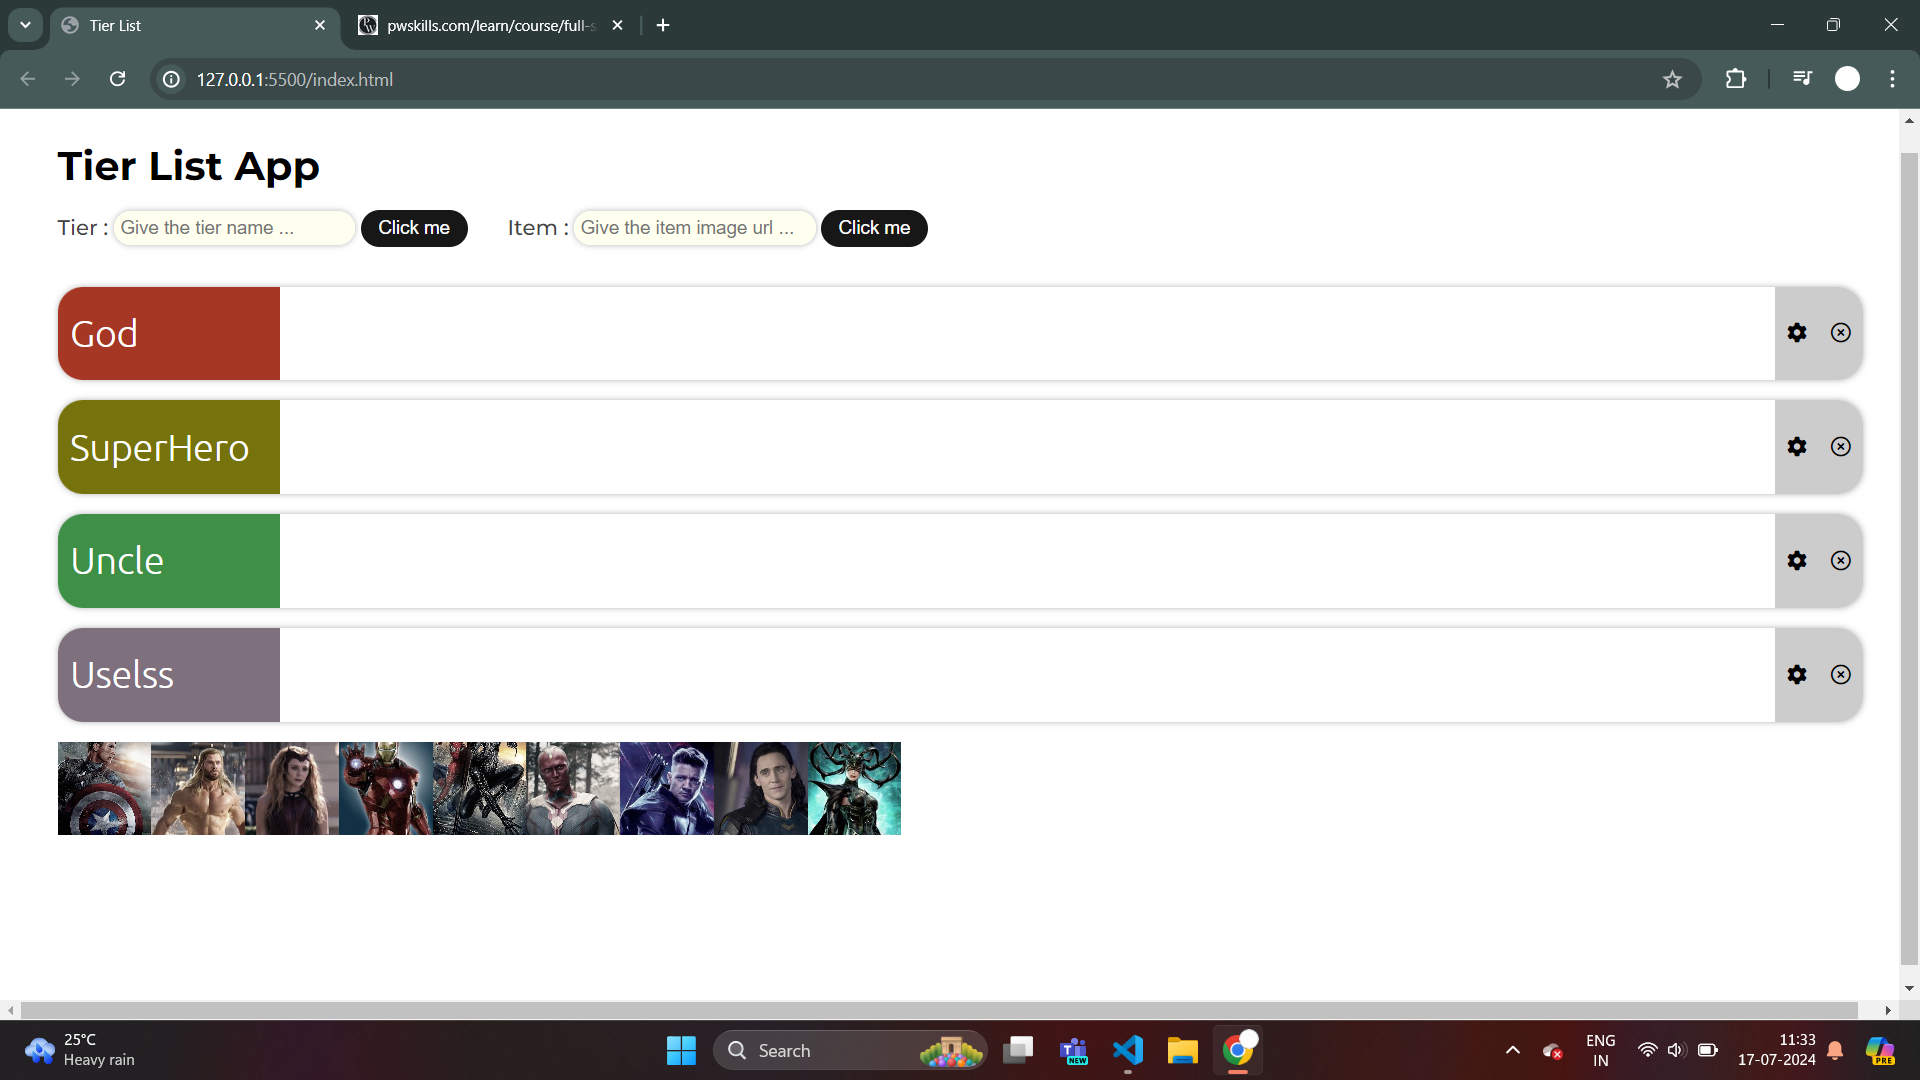 Tier List
pwskills.com/learn/course/full-s
127.0.0.1:5500/index.html
Tier List App
Tier : Give the tier name ... Click me Item : Give the item image url ... Click me
God
SuperHero
Uncle
Uselss
25°C
Heavy rain
Search
NEW
ENG
IN
11:33
17-07-2024
PRE